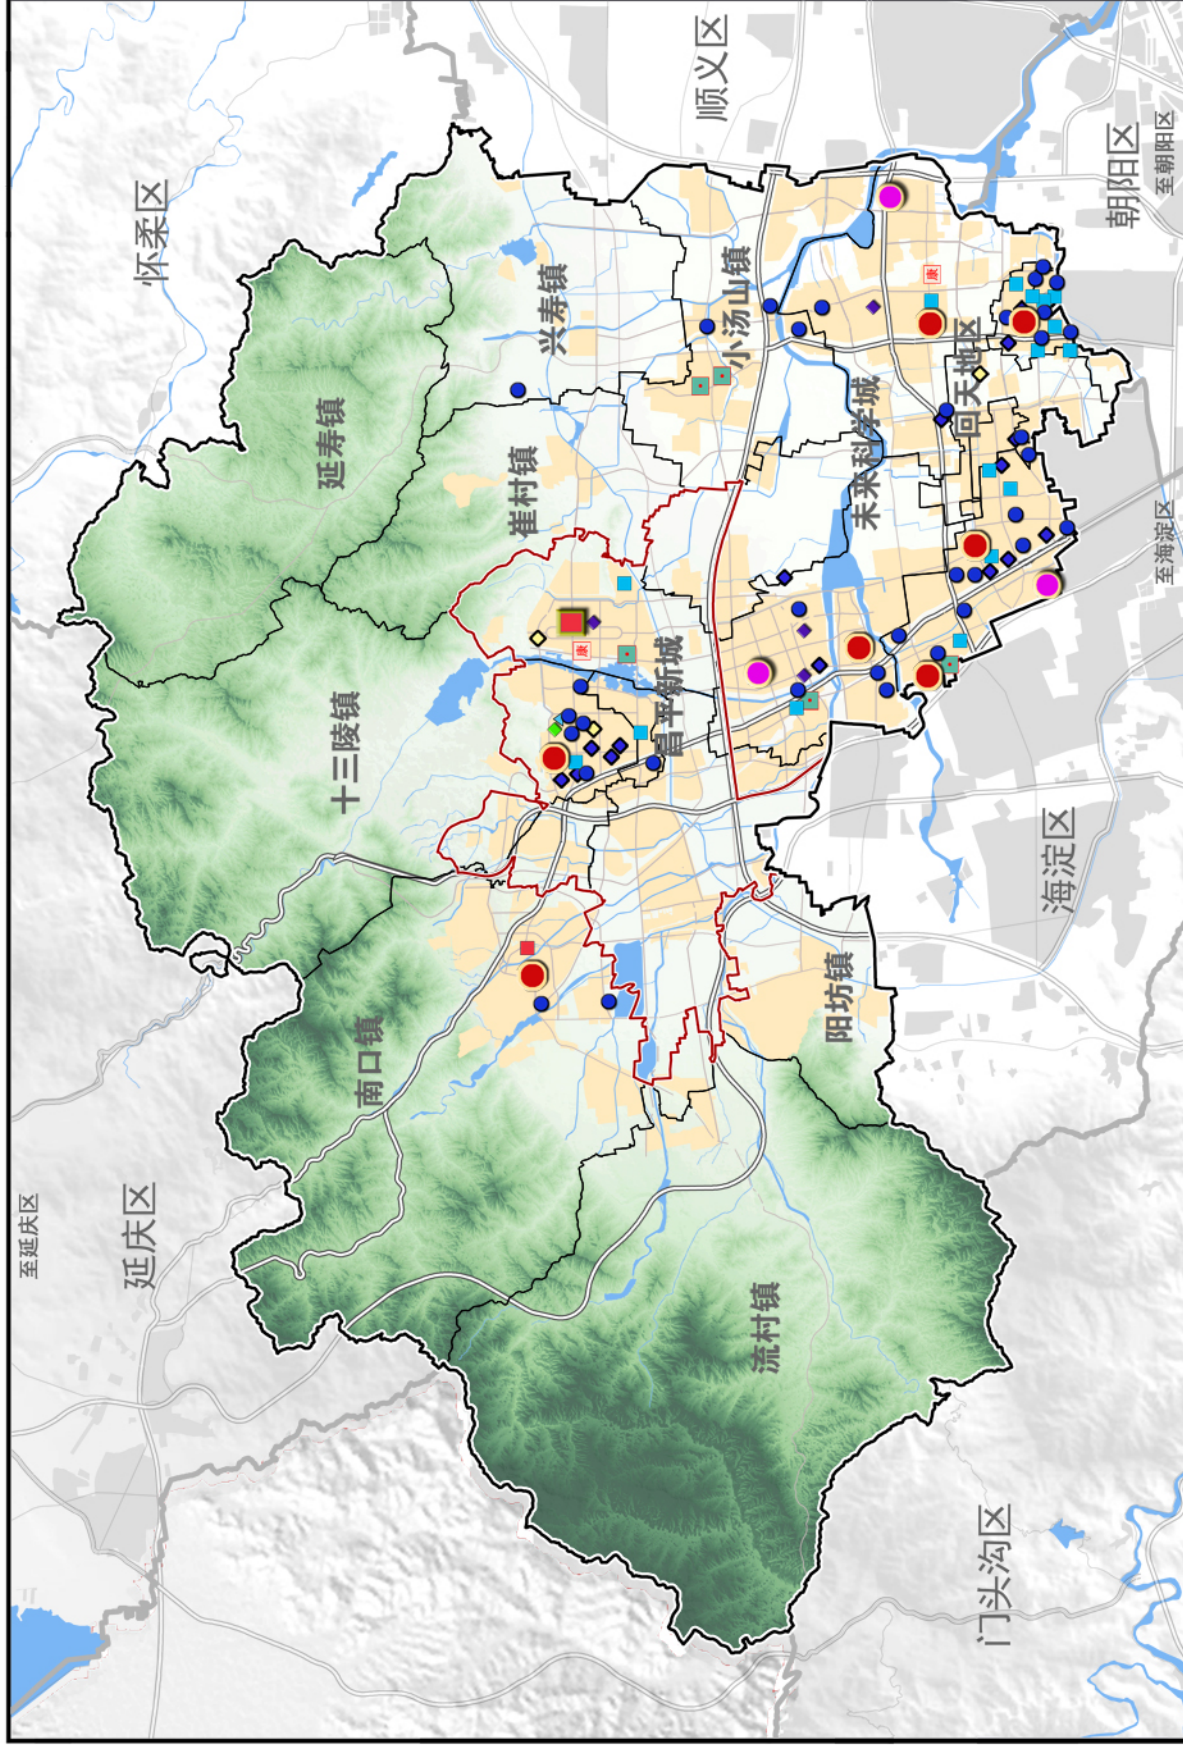 至延庆区
延庆区
怀柔区
延寿镇
十三陵镇
南口镇
兴寿镇
崔村镇
康
昌平新城
顺义区
小汤山镇
流村镇
阳坊镇
未来科学城
康
回天地区
海淀区
门头沟区
朝阳区
至朝阳区
至海淀区